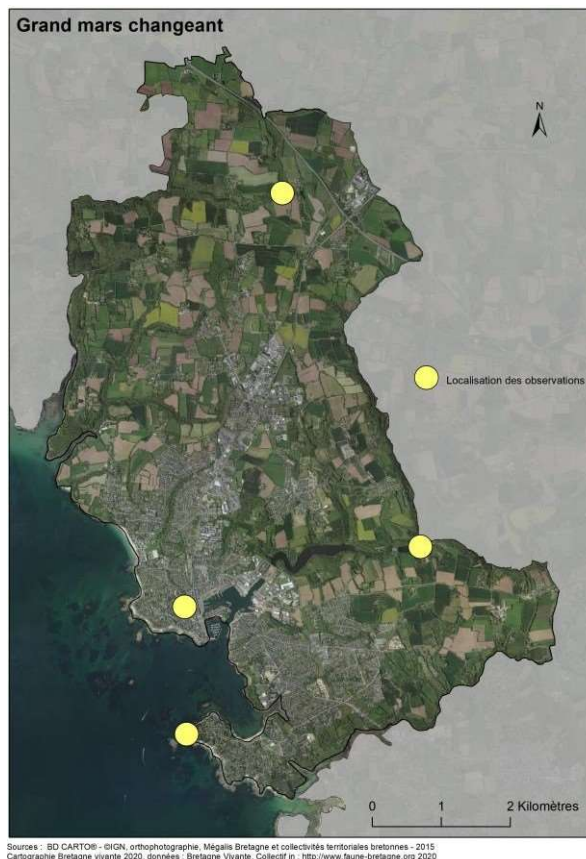 Grand mars changeant
N
Localisation des observations
0 1 2 Kilomètres
Sources : BD CARTO® - ©IGN, orthophotographie, Mégalis Bretagne et collectivités territoriales bretonnes - 2015
Cartographie Bretagne vivante 2020, données : Bretagne Vivante, Collectif in : http://www.faune-bretagne.org 2020